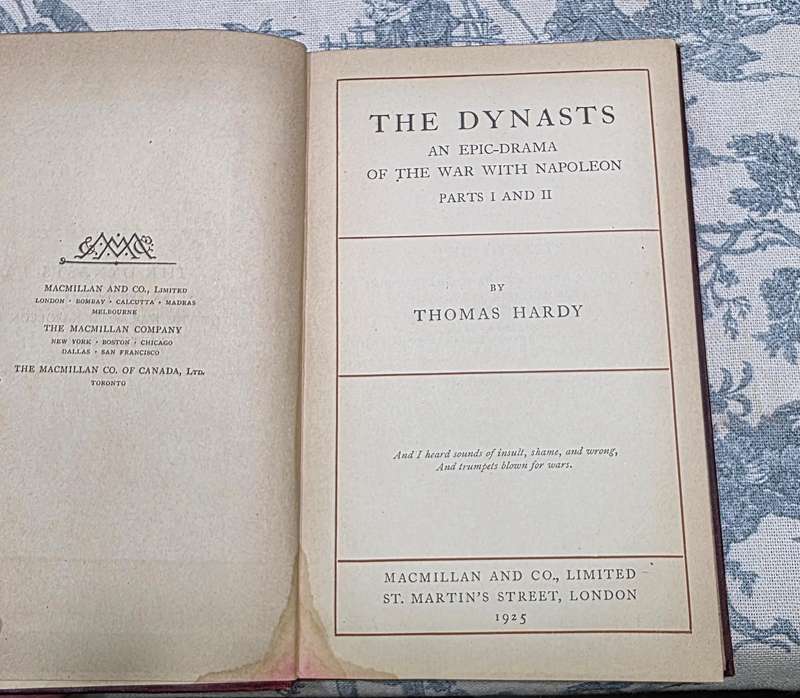 MACMILLAN AND CO., LIMITED
LONDON · BOMBAY · CALCUTTA · MADRAS
MELBOURNE
THE MACMILLAN COMPANY
NEW YORK · BOSTON · CHICAGO
DALLAS · SAN FRANCISCO
THE MACMILLAN CO. OF CANADA, LTD.
TORONTO
THE DYNASTS
AN EPIC-DRAMA
OF THE WAR WITH NAPOLEON
PARTS I AND II
BY
THOMAS HARDY
And I heard sounds of insult, shame, and wrong,
And trumpets blown for wars.
MACMILLAN AND CO., LIMITED
ST. MARTIN'S STREET, LONDON
1925